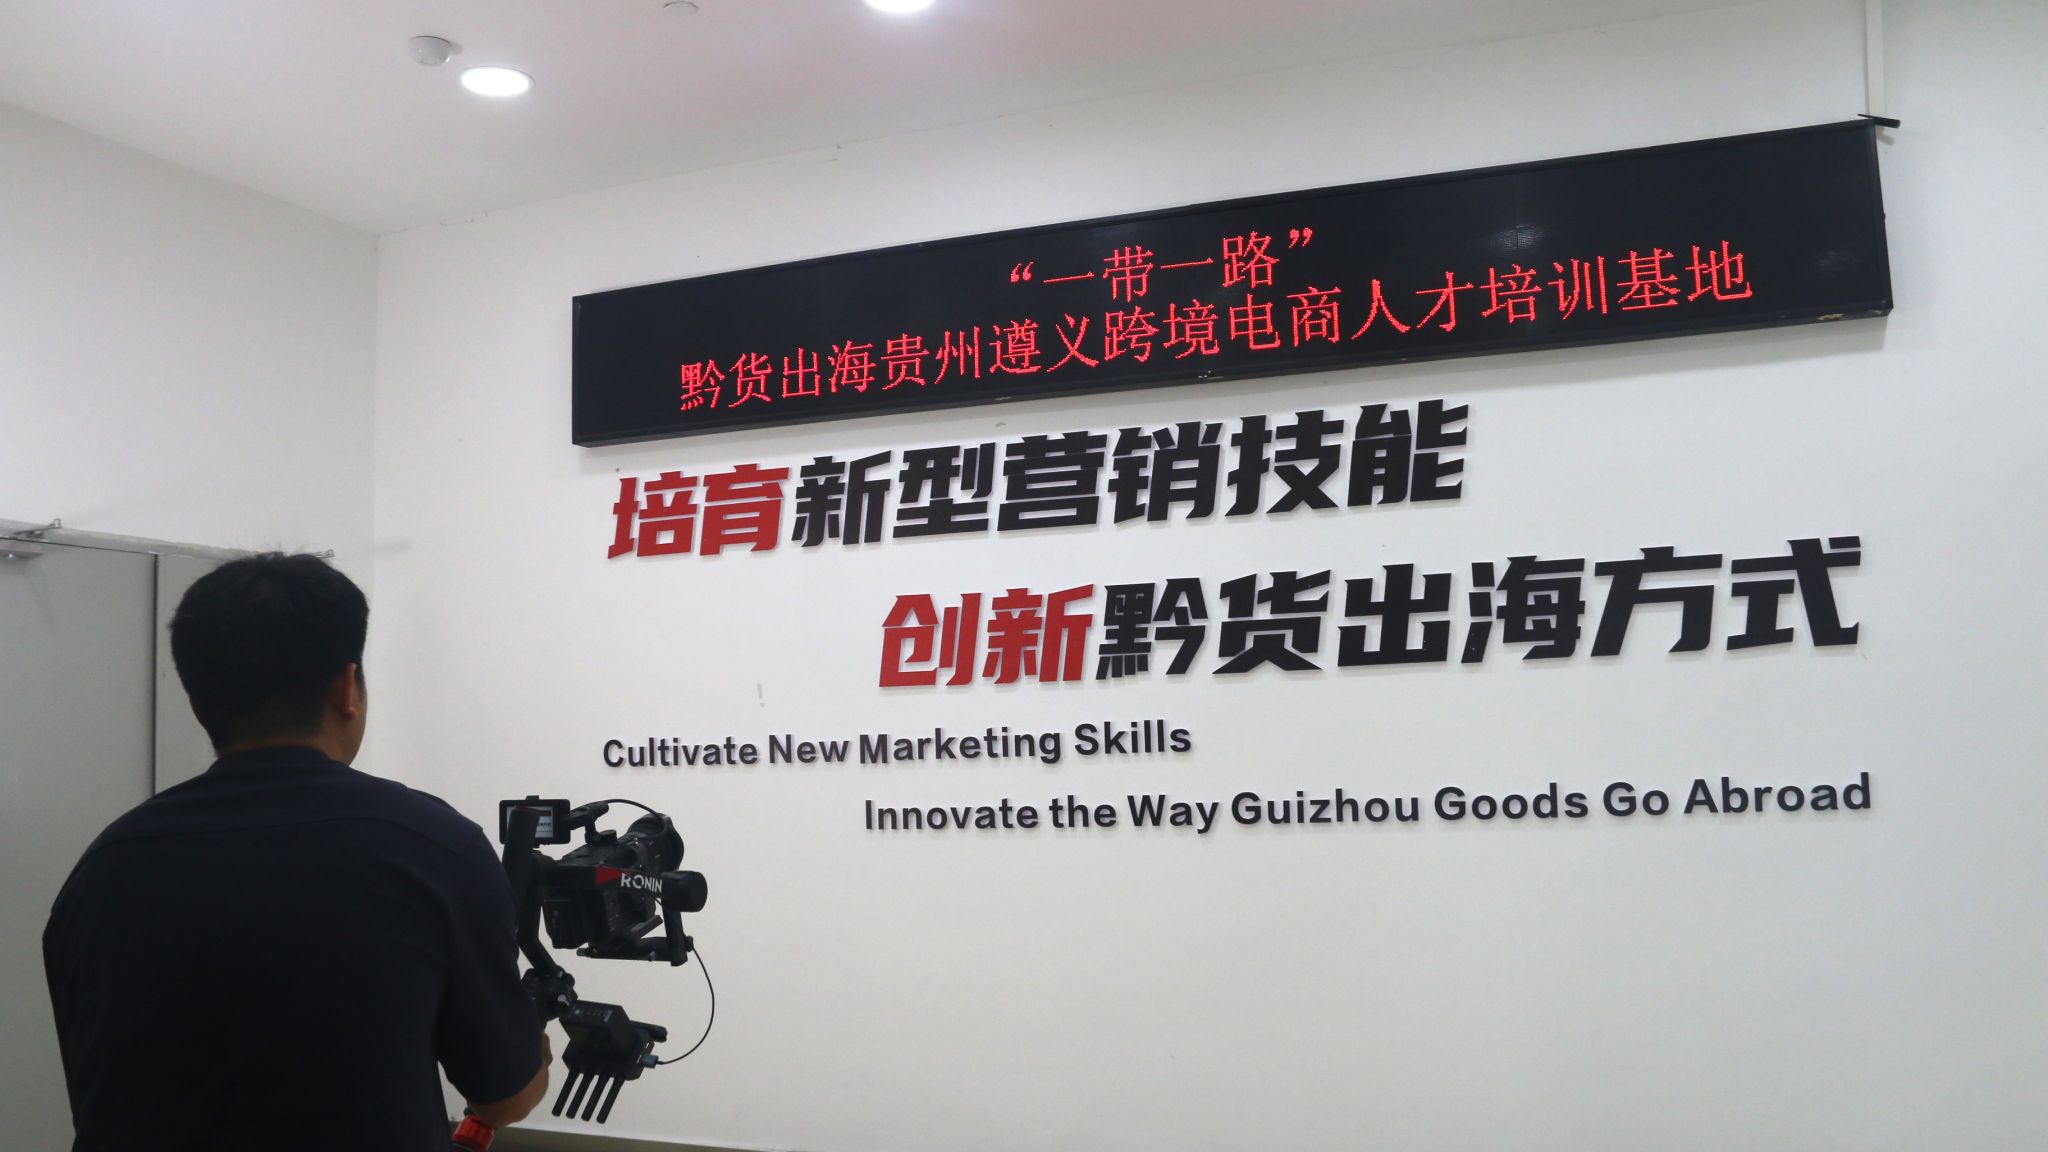 “一带一路”
黔货出海贵州遵义跨境电商人才培训基地
培育新型营销技能
创新黔货出海方式
Cultivate New Marketing Skills
Innovate the Way Guizhou Goods Go Abroad
RONIN